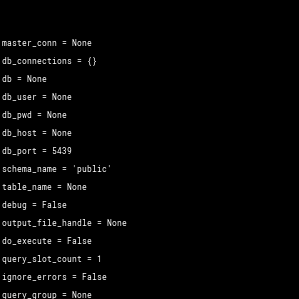 master_conn = None
db_connections = {}
db = None
db_user = None
db_pwd = None
db_host = None
db_port = 5439
schema_name = 'public'
table_name = None
debug = False
output_file_handle = None
do_execute = False
query_slot_count = 1
ignore_errors = False
query_group = None